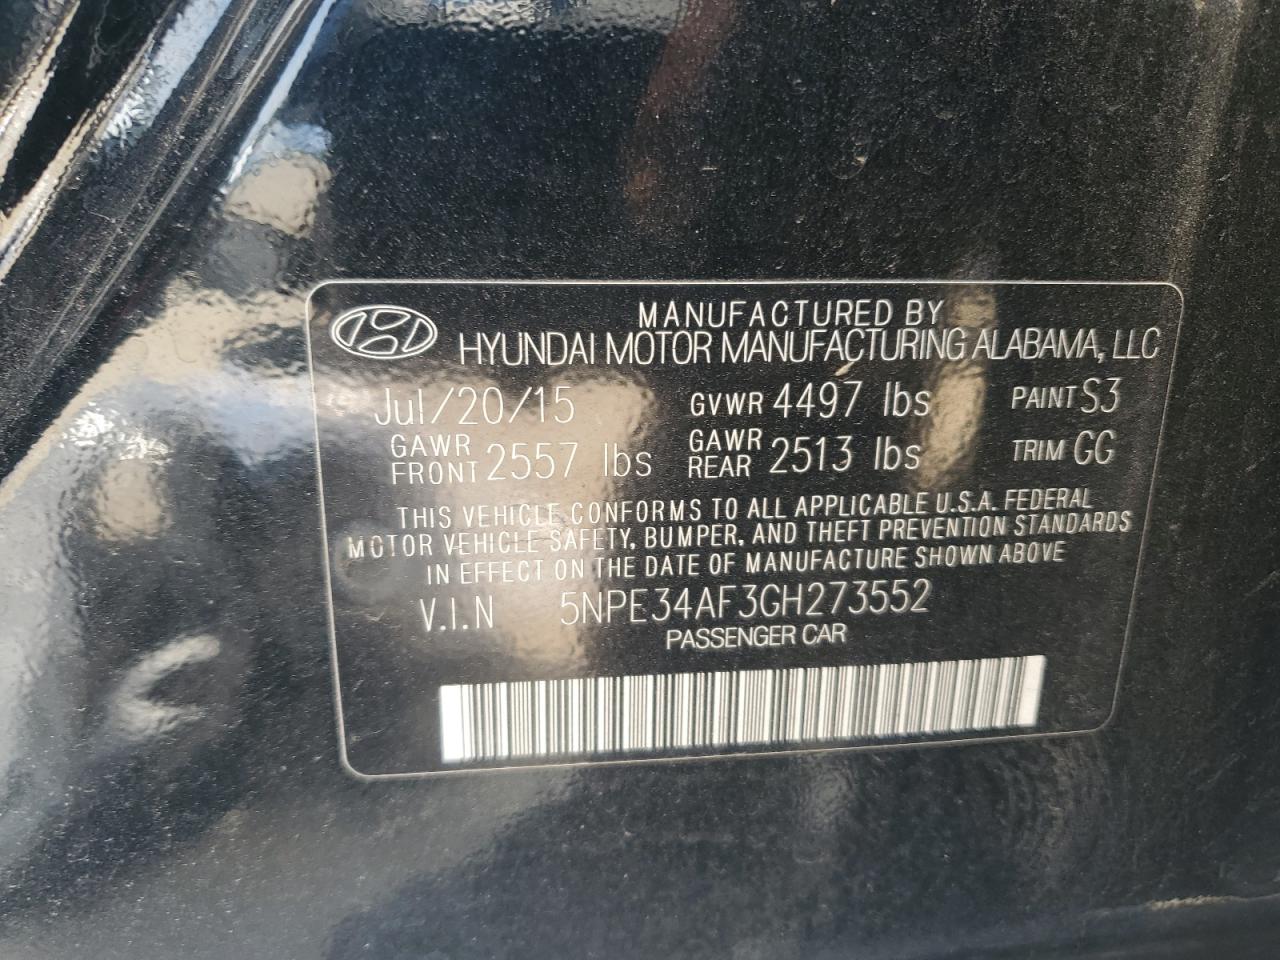 MANUFACTURED BY
HYUNDAI MOTOR MANUFACTURING ALABAMA, LLC
Jul/20/15 GVWR 4497 lbs PAINT S3
GAWR FRONT 2557 lbs GAWR REAR 2513 lbs TRIM GG
THIS VEHICLE CONFORMS TO ALL APPLICABLE U.S.A. FEDERAL
MOTOR VEHICLE SAFETY, BUMPER, AND THEFT PREVENTION STANDARDS
IN EFFECT ON THE DATE OF MANUFACTURE SHOWN ABOVE
V.I.N 5NPE34AF3GH273552
PASSENGER CAR